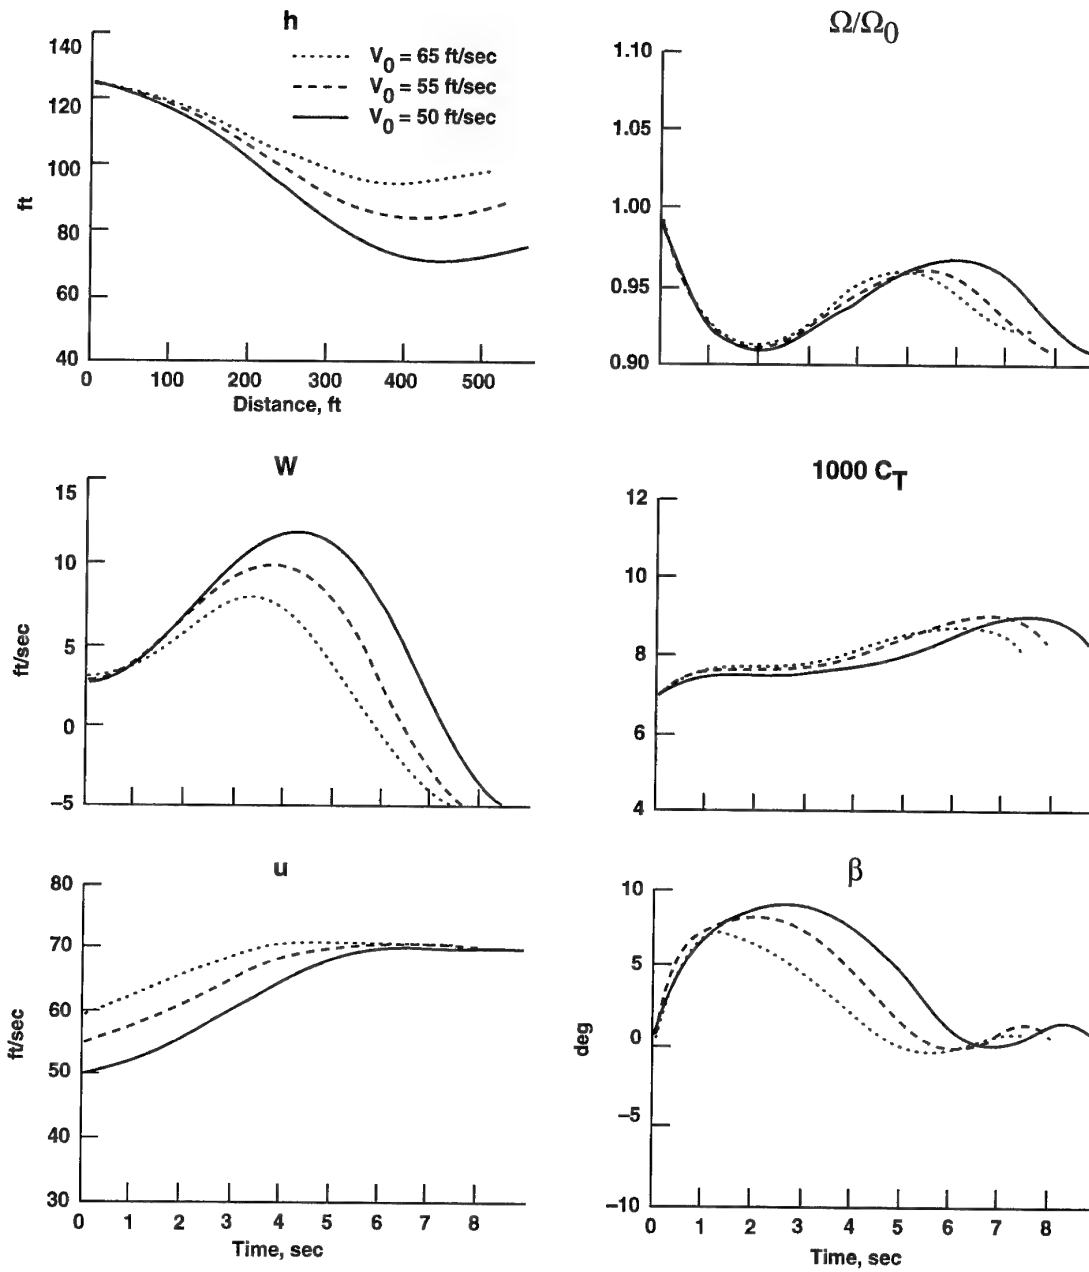 h
140
120
100
80
60
40
ft
0 100 200 300 400 500
Distance, ft
V0 = 65 ft/sec
V0 = 55 ft/sec
V0 = 50 ft/sec
Ω/Ω0
1.10
1.05
1.00
0.95
0.90
W
15
10
5
0
–5
ft/sec
1000 CT
12
10
8
6
4
u
80
70
60
50
40
30
ft/sec
0 1 2 3 4 5 6 7 8
Time, sec
β
10
5
0
–5
–10
deg
0 1 2 3 4 5 6 7 8
Time, sec